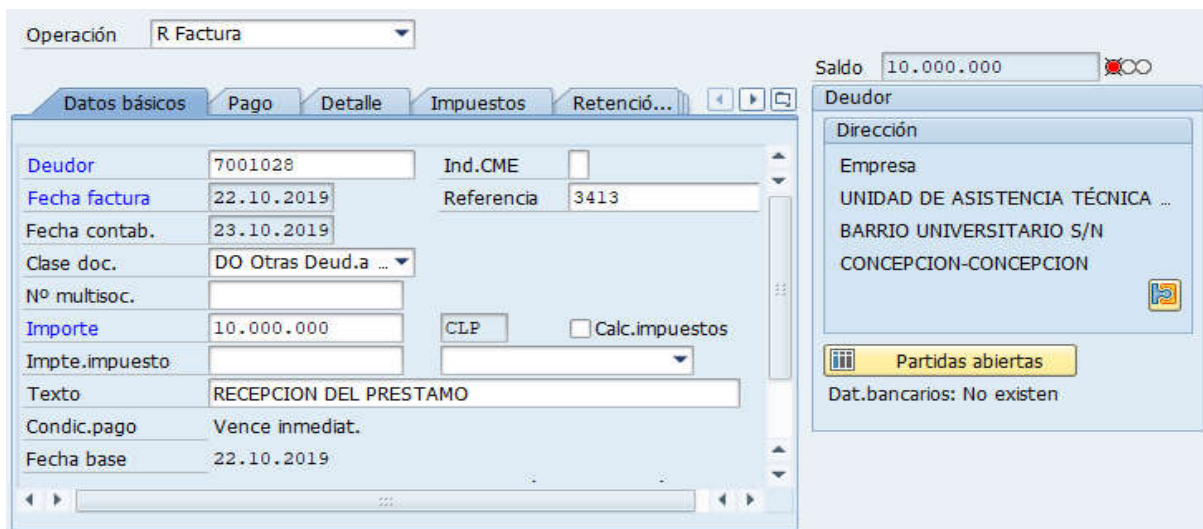 Operación R Factura
Saldo 10.000.000
Datos básicos Pago Detalle Impuestos Retenció...
Deudor 7001028 Ind.CME
Fecha factura 22.10.2019 Referencia 3413
Fecha contab. 23.10.2019
Clase doc. DO Otras Deud.a ...
Nº multisoc.
Importe 10.000.000 CLP Calc.impuestos
Impte.impuesto
Texto RECEPCION DEL PRESTAMO
Condic.pago Vence inmediat.
Fecha base 22.10.2019
Deudor
Dirección
Empresa
UNIDAD DE ASISTENCIA TÉCNICA ...
BARRIO UNIVERSITARIO S/N
CONCEPCION-CONCEPCION
Partidas abiertas
Dat.bancarios: No existen